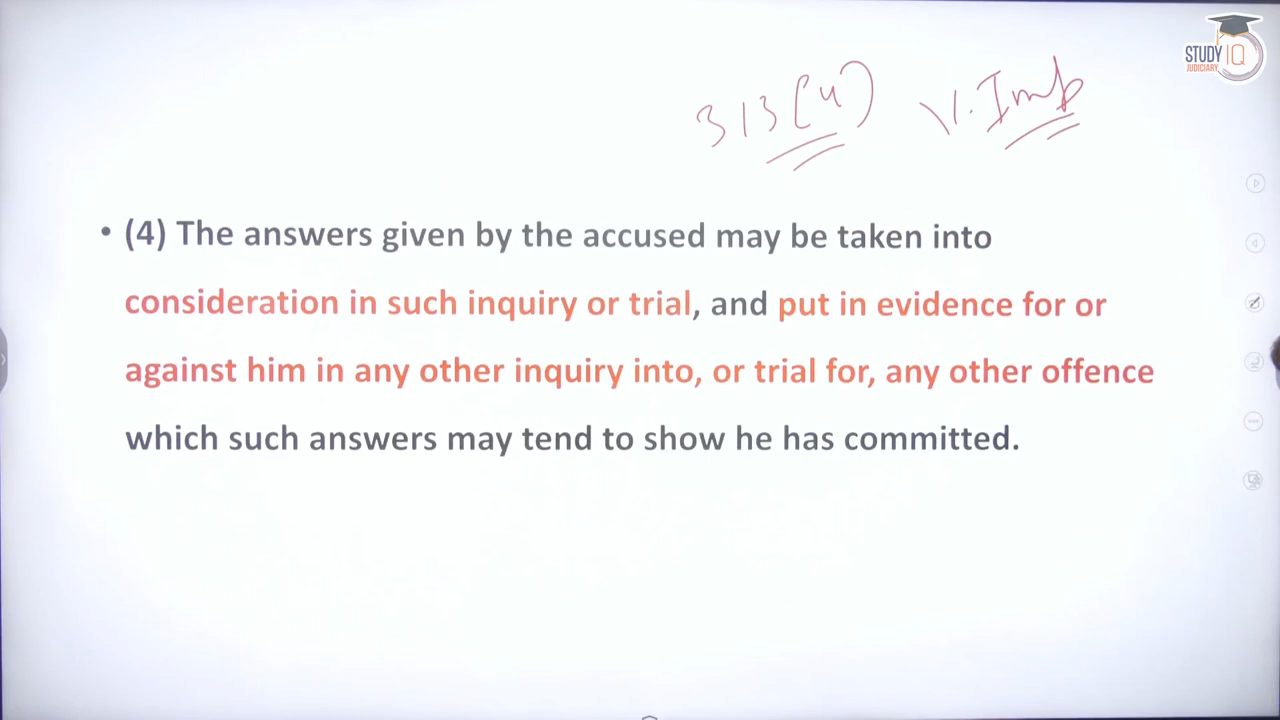 STUDY IQ
JUDICIARY
313(4) V. Imp
• (4) The answers given by the accused may be taken into
consideration in such inquiry or trial, and put in evidence for or
against him in any other inquiry into, or trial for, any other offence
which such answers may tend to show he has committed.